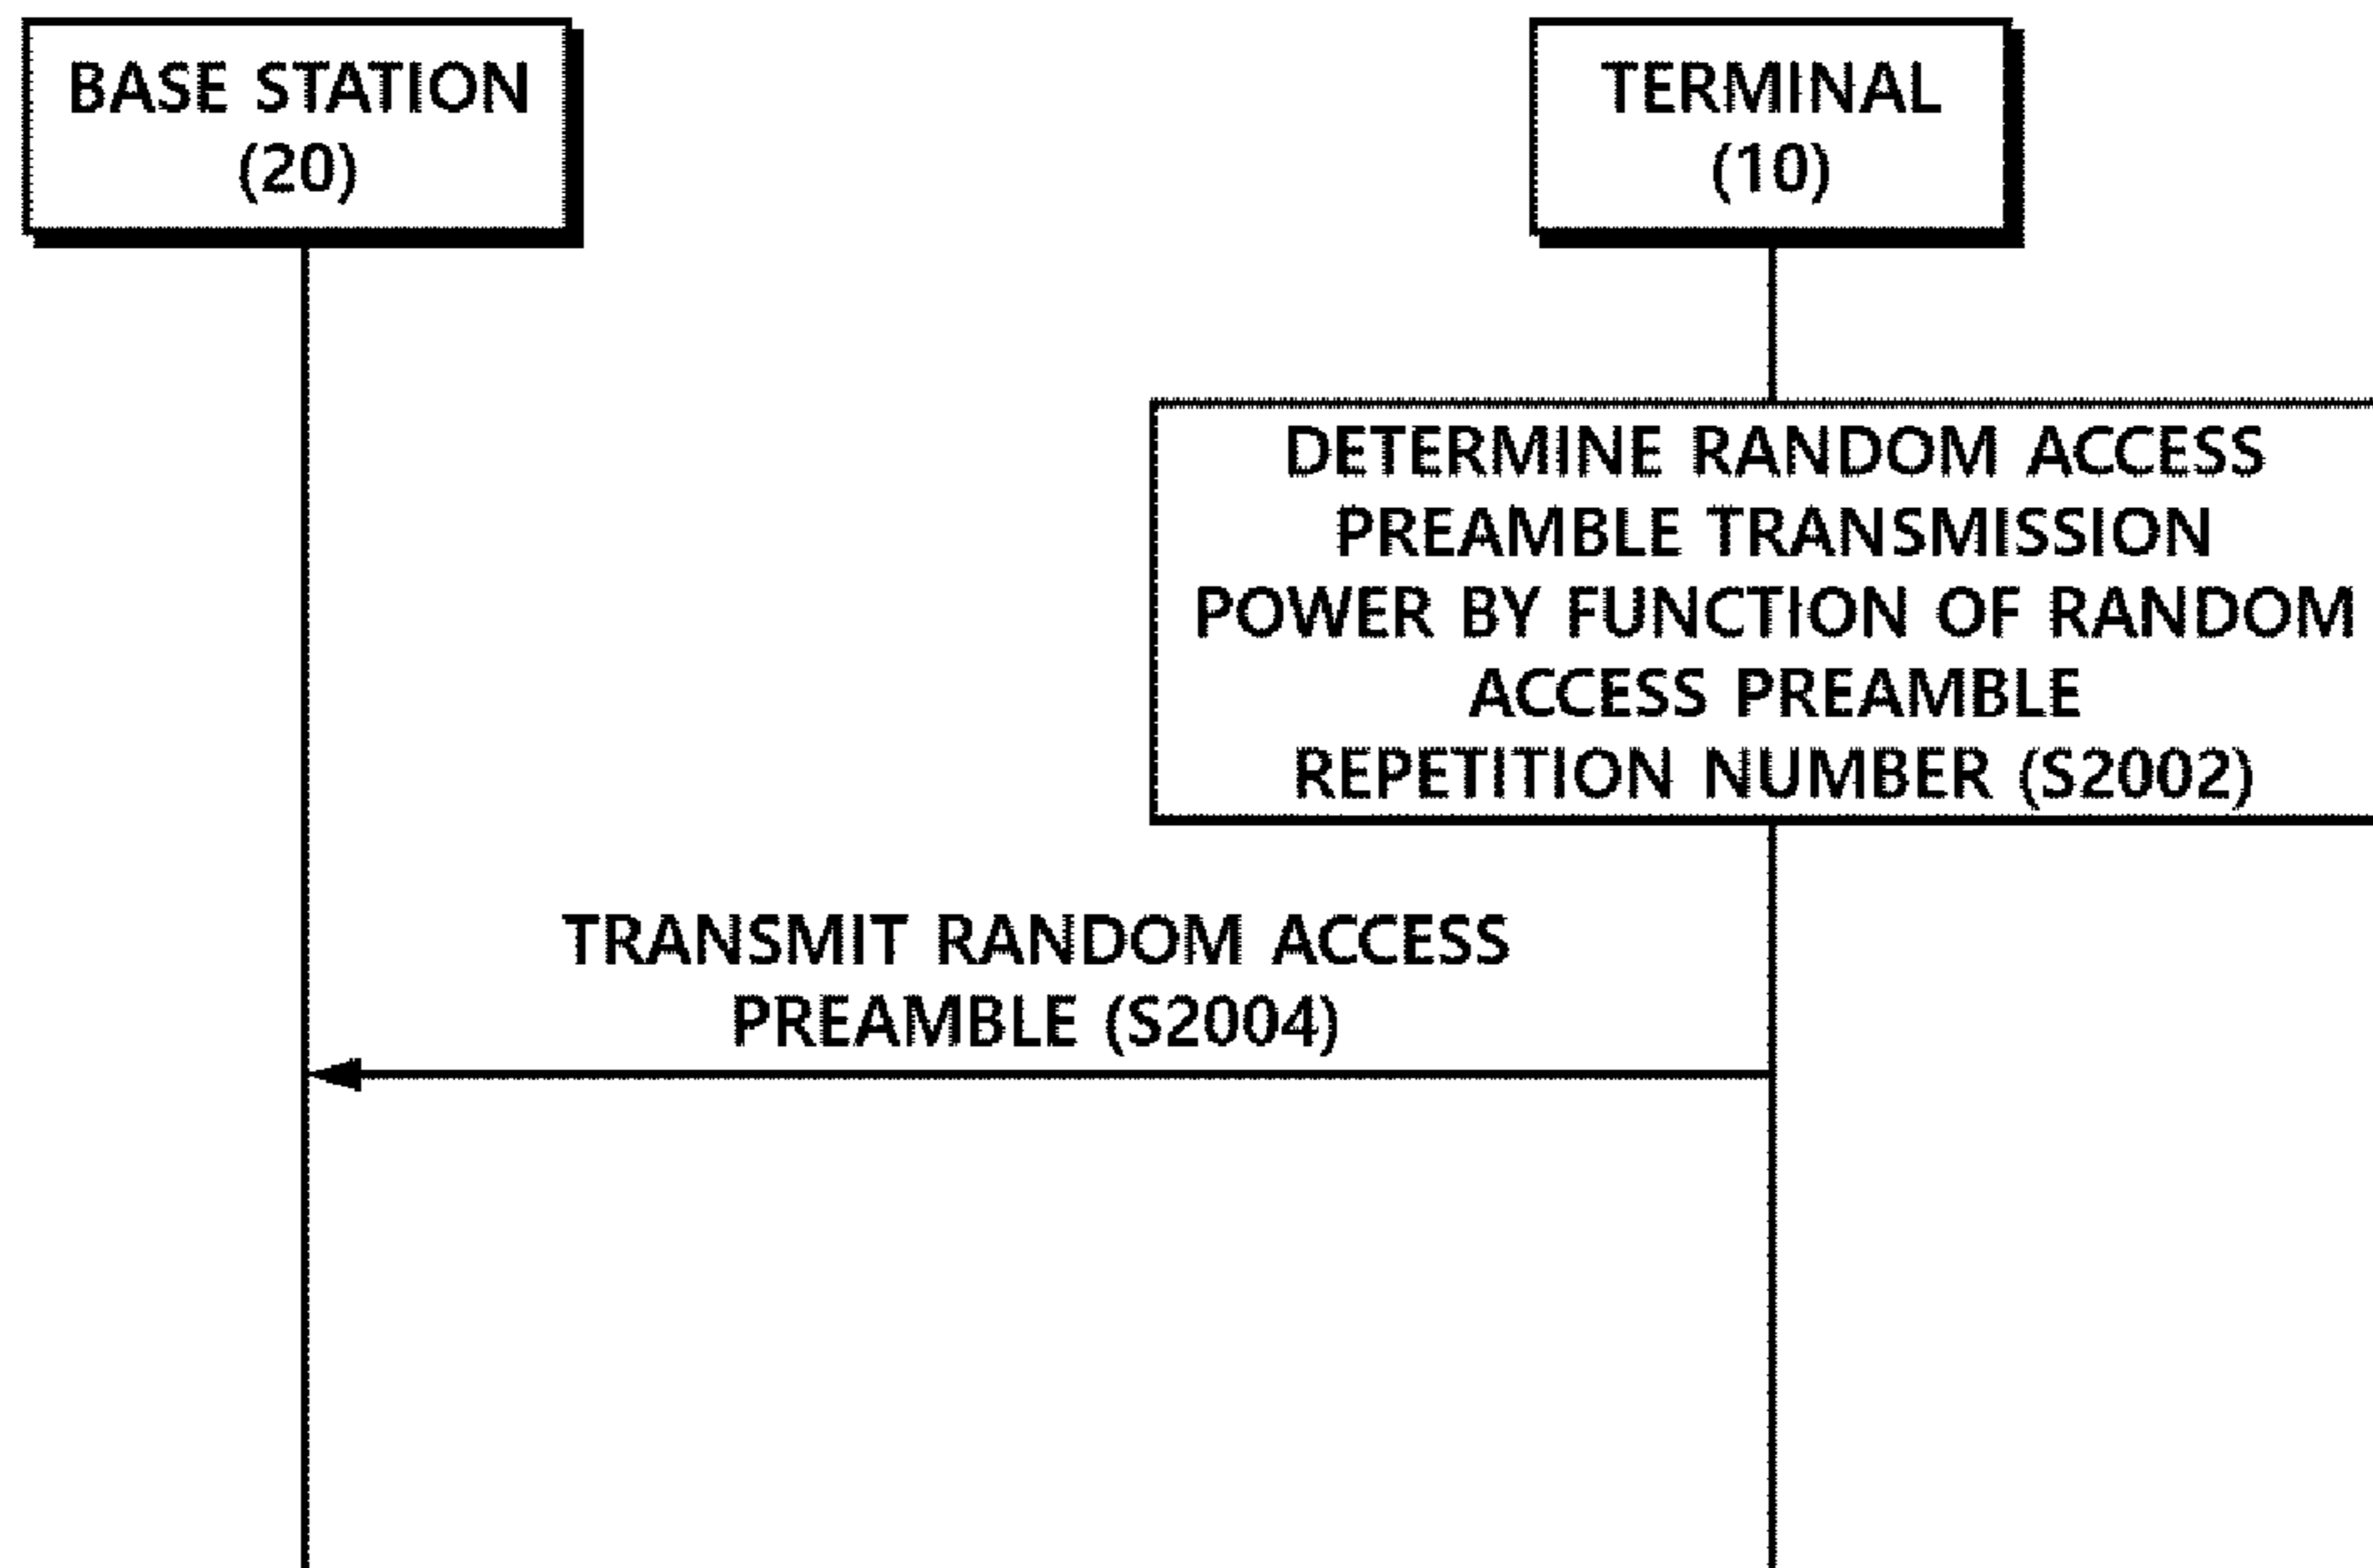 BASE STATION
(20)
TERMINAL
(10)
DETERMINE RANDOM ACCESS
PREAMBLE TRANSMISSION
POWER BY FUNCTION OF RANDOM
ACCESS PREAMBLE
REPETITION NUMBER (S2002)
TRANSMIT RANDOM ACCESS
PREAMBLE (S2004)